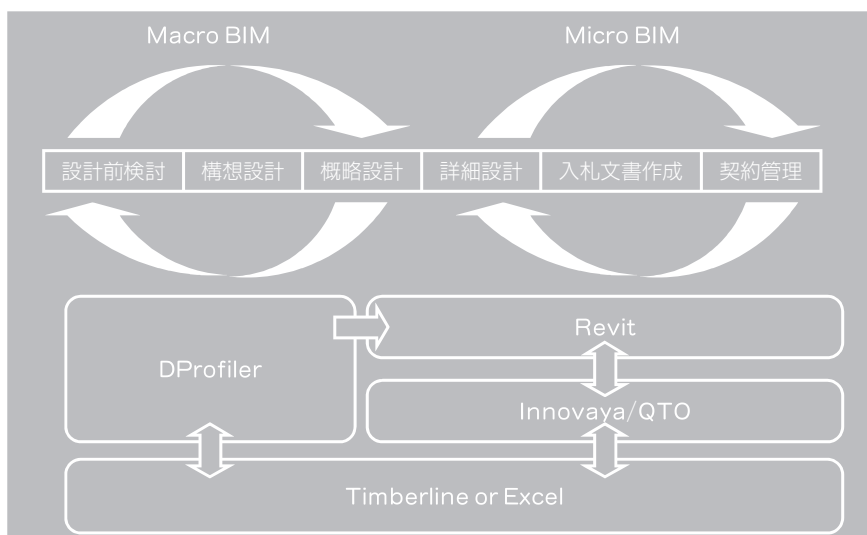 Macro BIM
Micro BIM
設計前検討 構想設計 概略設計 詳細設計 入札文書作成 契約管理
DProfiler
Revit
Innovaya/QTO
Timberline or Excel